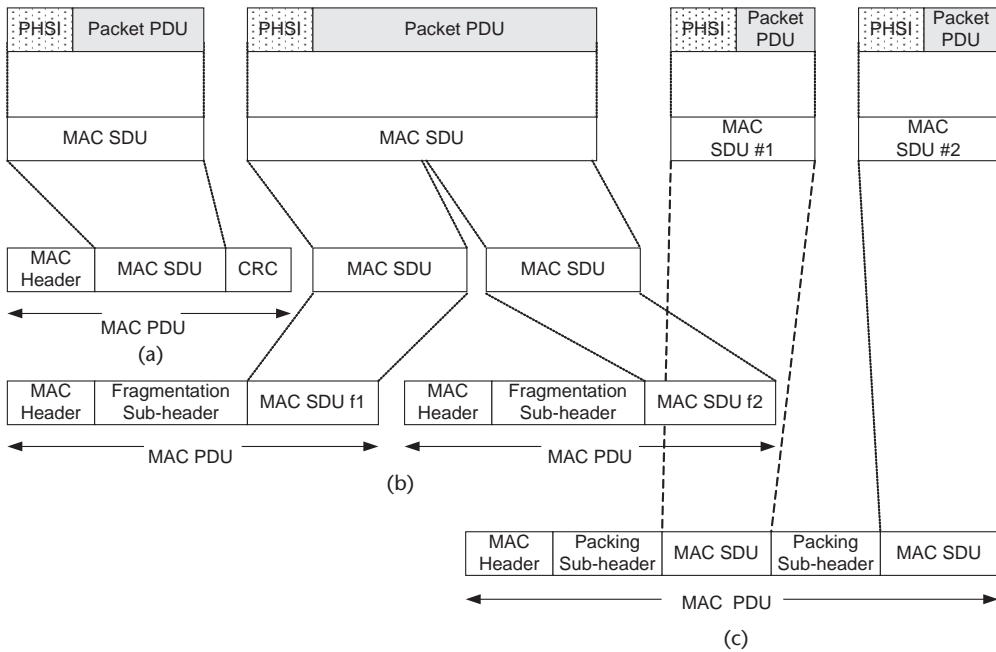 PHSI Packet PDU
PHSI Packet PDU
PHSI Packet
PDU
PHSI Packet
PDU
MAC SDU
MAC SDU
MAC
SDU #1
MAC
SDU #2
MAC
Header
MAC SDU
CRC
MAC SDU
MAC SDU
MAC PDU
(a)
MAC
Header
Fragmentation
Sub-header
MAC SDU f1
MAC
Header
Fragmentation
Sub-header
MAC SDU f2
MAC PDU
MAC PDU
(b)
MAC
Header
Packing
Sub-header
MAC SDU
Packing
Sub-header
MAC SDU
MAC PDU
(c)